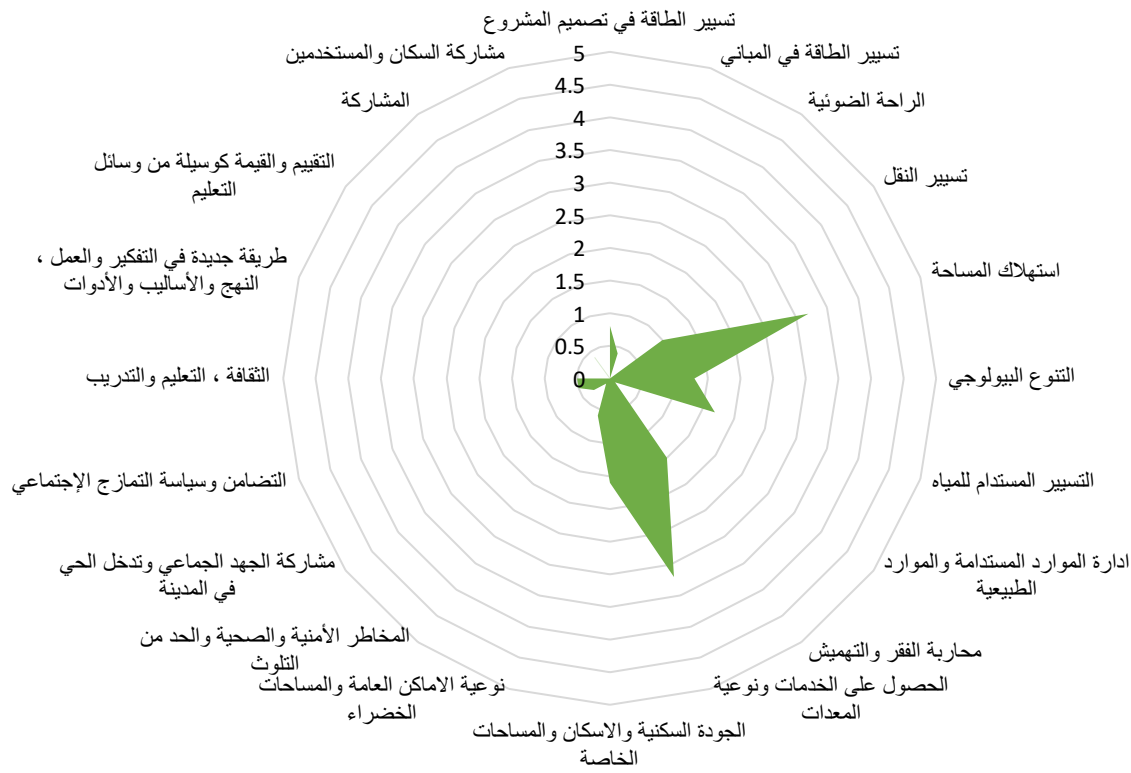 تسيير الطاقة في تصميم المشروع
تسيير الطاقة في المباني
الراحة الضوئية
تسيير النقل
استهلاك المساحة
التنوع البيولوجي
التسيير المستدام للمياه
ادارة الموارد المستدامة والموارد
الطبيعية
محاربة الفقر والتهميش
الحصول على الخدمات ونوعية
المعدات
الجودة السكنية والاسكان والمساحات
الخاصة
نوعية الاماكن العامة والمساحات
الخضراء
المخاطر الأمنية والصحية والحد من
التلوث
مشاركة الجهد الجماعي وتدخل الحي
في المدينة
التضامن وسياسة التمازج الإجتماعي
الثقافة ، التعليم والتدريب
طريقة جديدة في التفكير والعمل ،
النهج والأساليب والأدوات
التقييم والقيمة كوسيلة من وسائل
التعليم
المشاركة
مشاركة السكان والمستخدمين
5
4.5
4
3.5
3
2.5
2
1.5
1
0.5
0